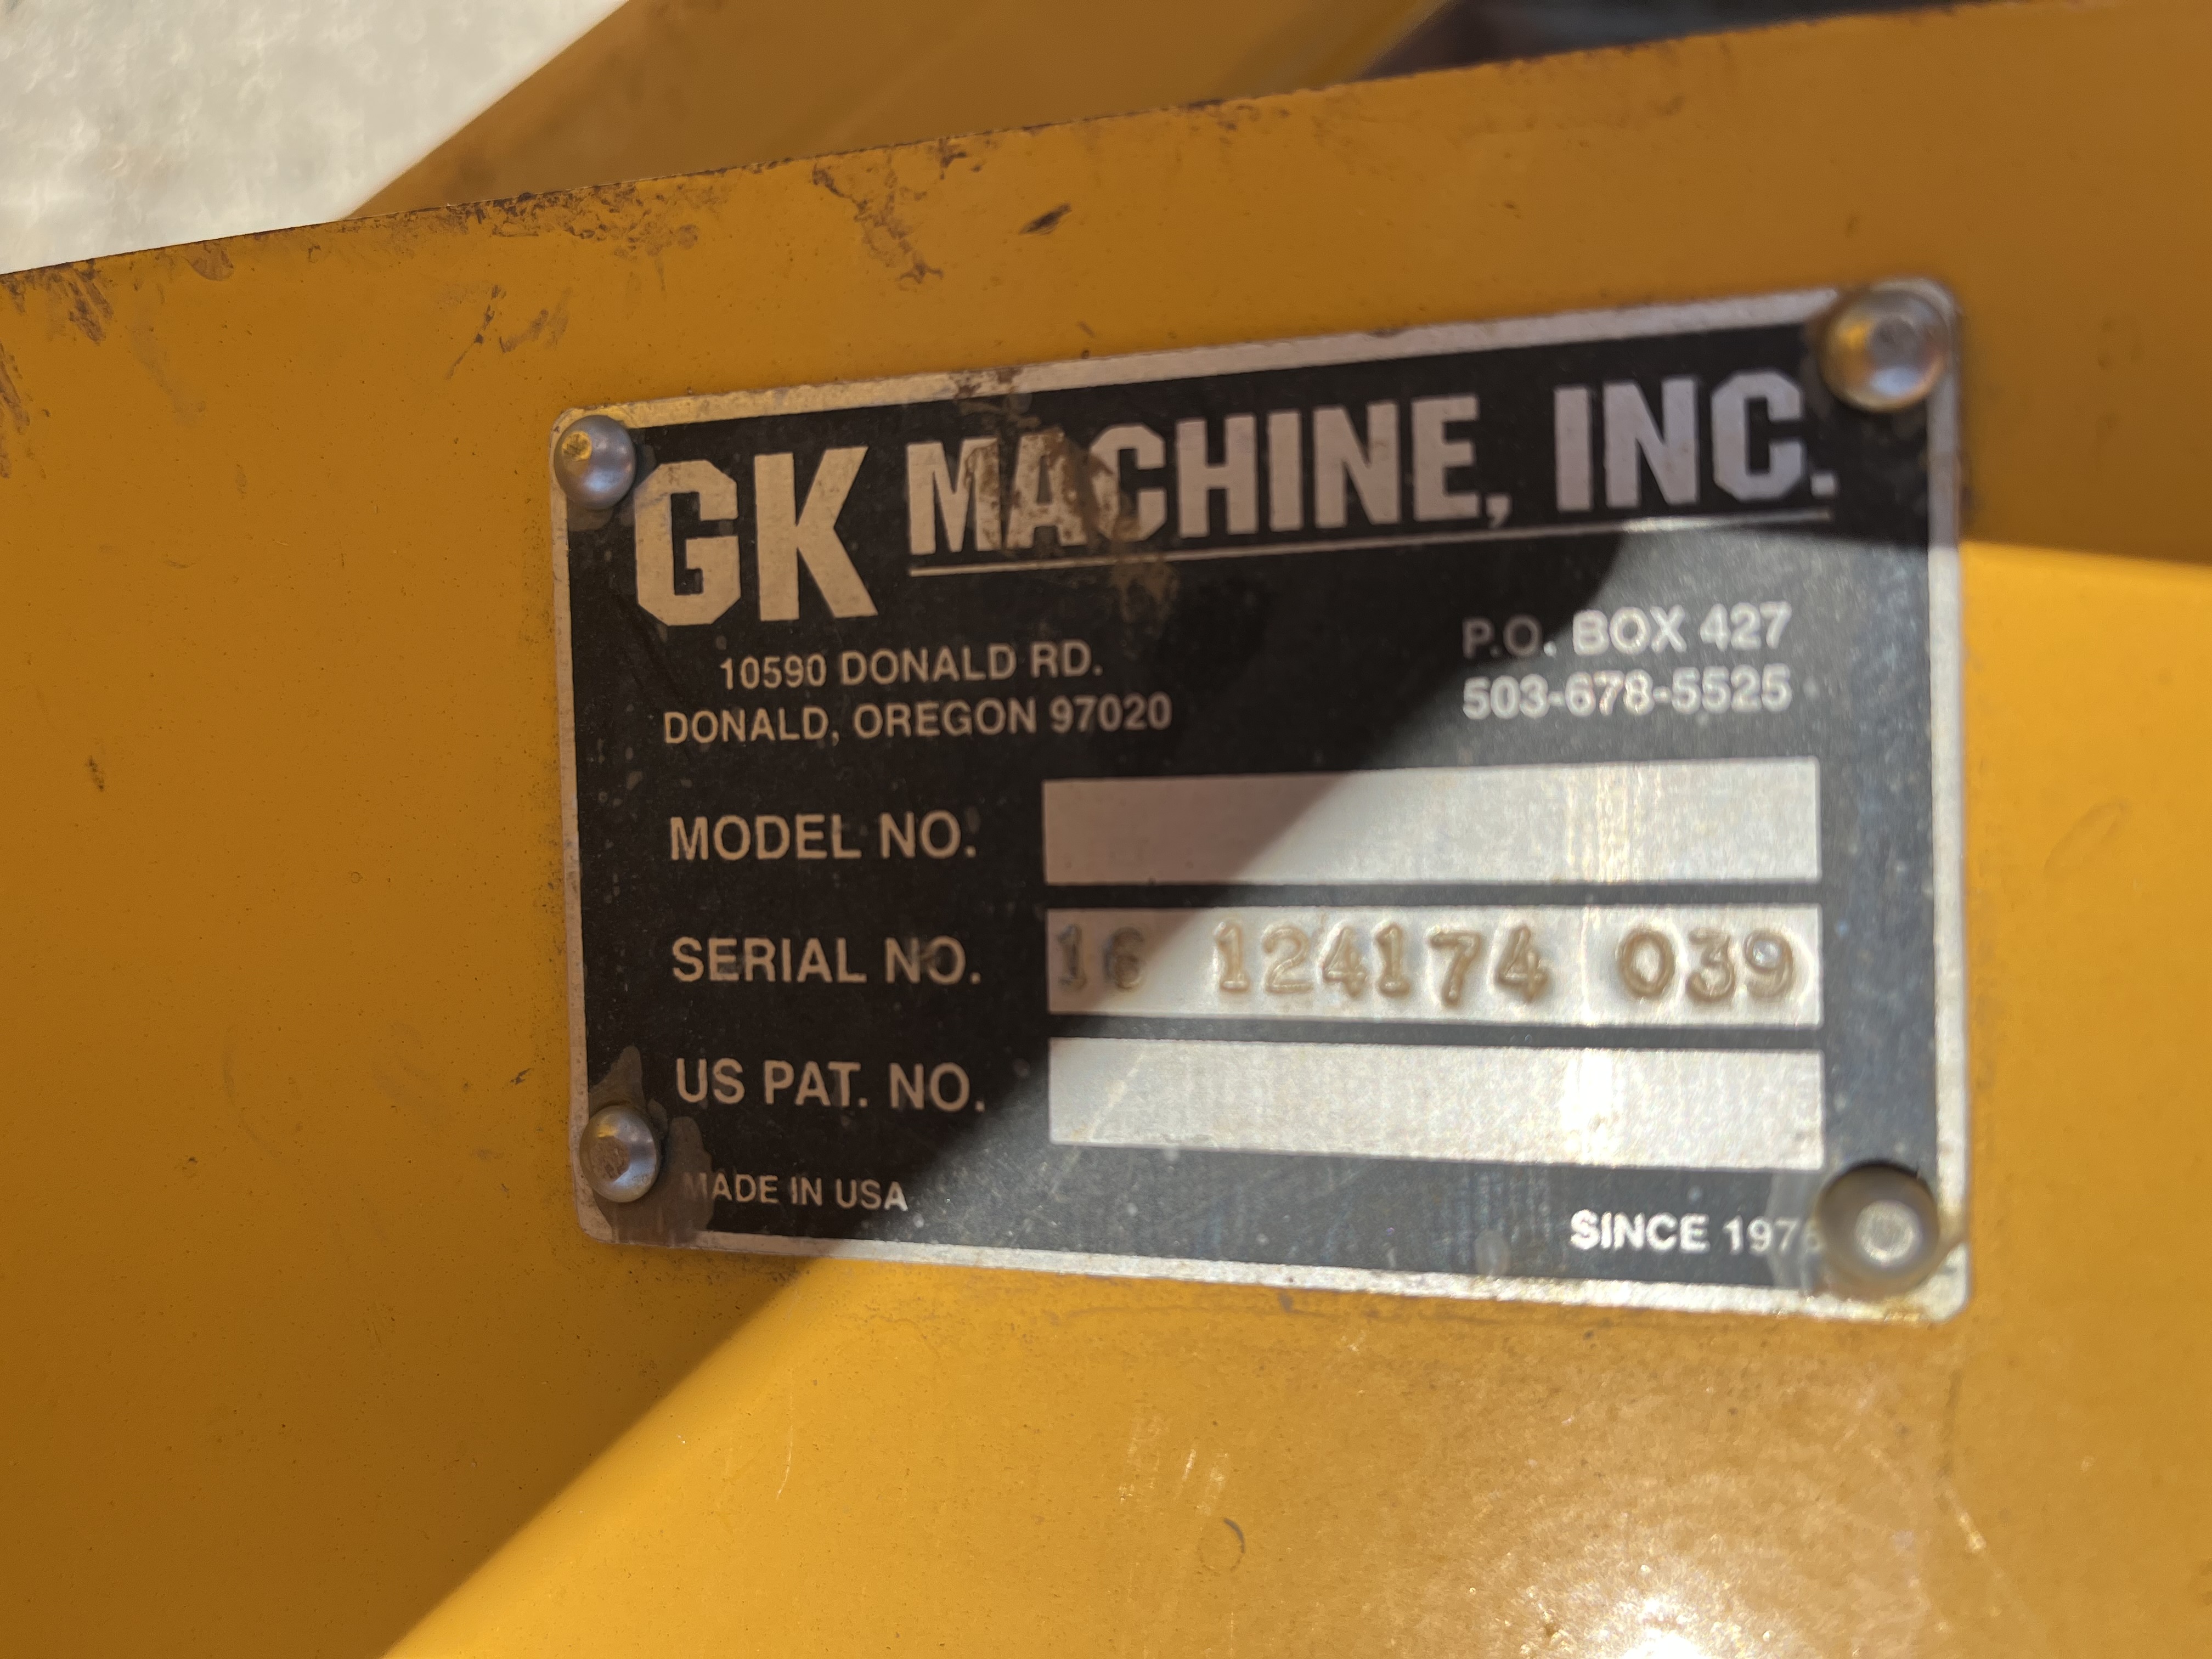 GK MACHINE, INC.
10590 DONALD RD.
DONALD, OREGON 97020
P.O. BOX 427
503-678-5525
MODEL NO.
SERIAL NO. 16 124174 039
US PAT. NO.
MADE IN USA
SINCE